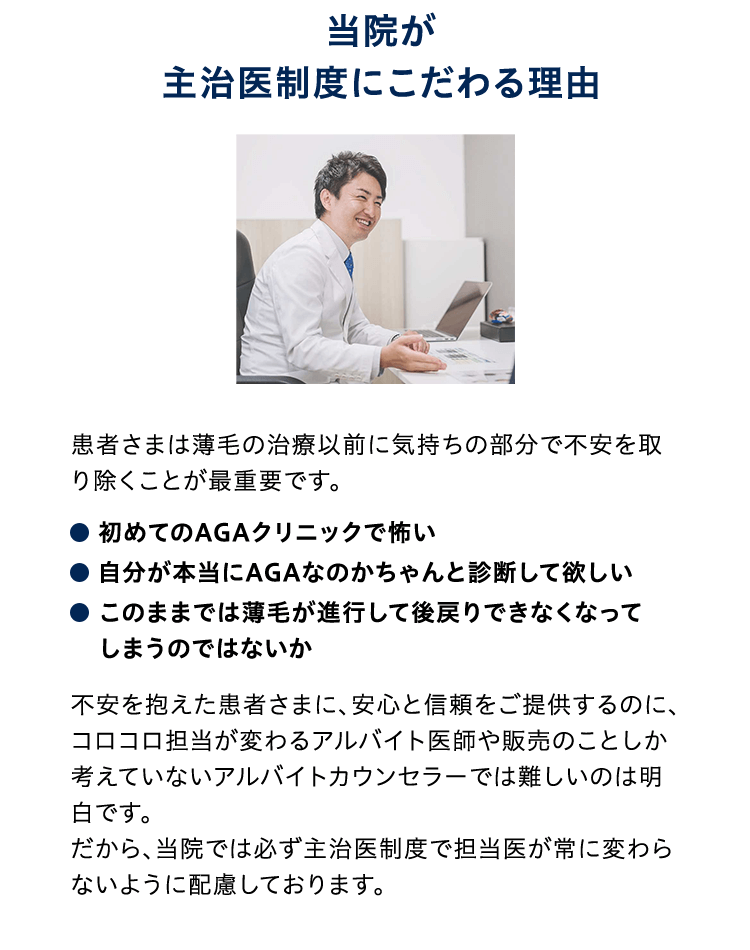 当院が
主治医制度にこだわる理由
患者さまは薄毛の治療以前に気持ちの部分で不安を取
り除くことが最重要です。
● 初めてのAGAクリニックで怖い
● 自分が本当にAGAなのかちゃんと診断して欲しい
● このままでは薄毛が進行して後戻りできなくなって
しまうのではないか
不安を抱えた患者さまに、安心と信頼をご提供するのに、
コロコロ担当が変わるアルバイト医師や販売のことしか
考えていないアルバイトカウンセラーでは難しいのは明
白です。
だから、当院では必ず主治医制度で担当医が常に変わら
ないように配慮しております。